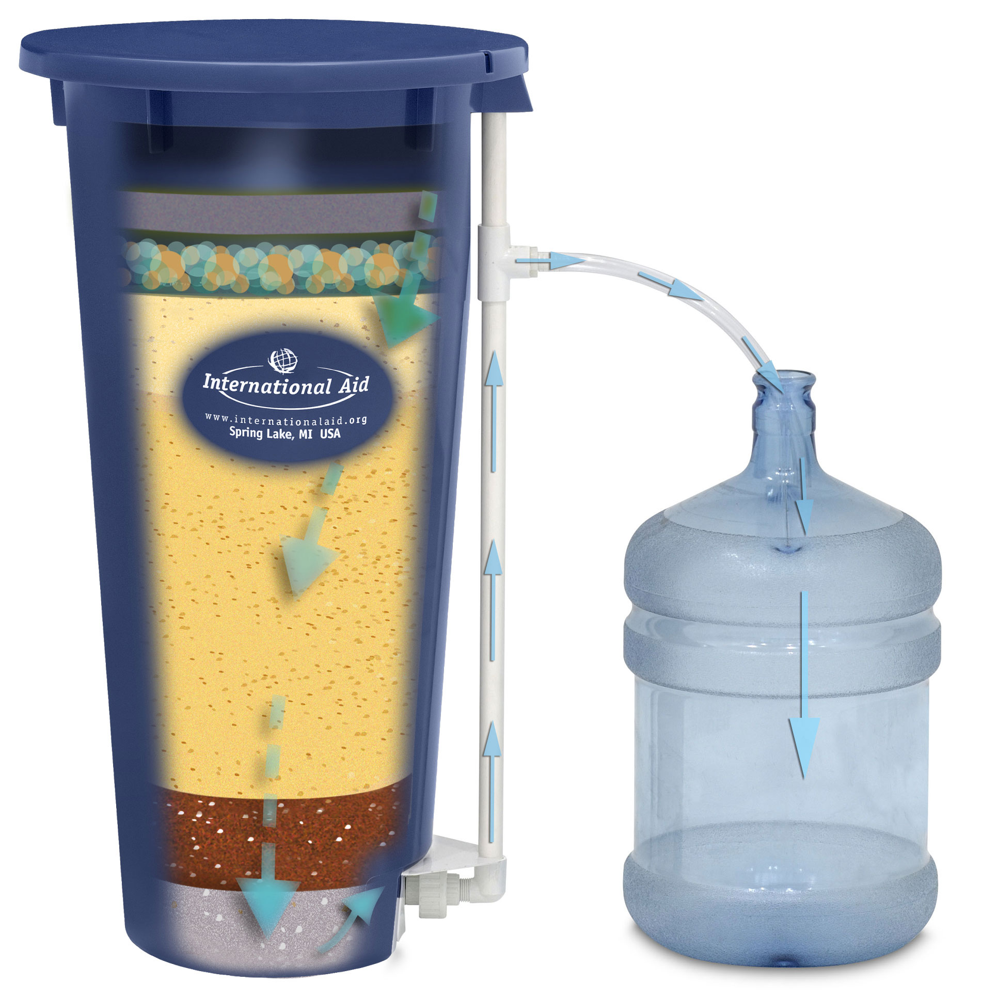 International Aid
www.internationalaid.org
Spring Lake, MI USA